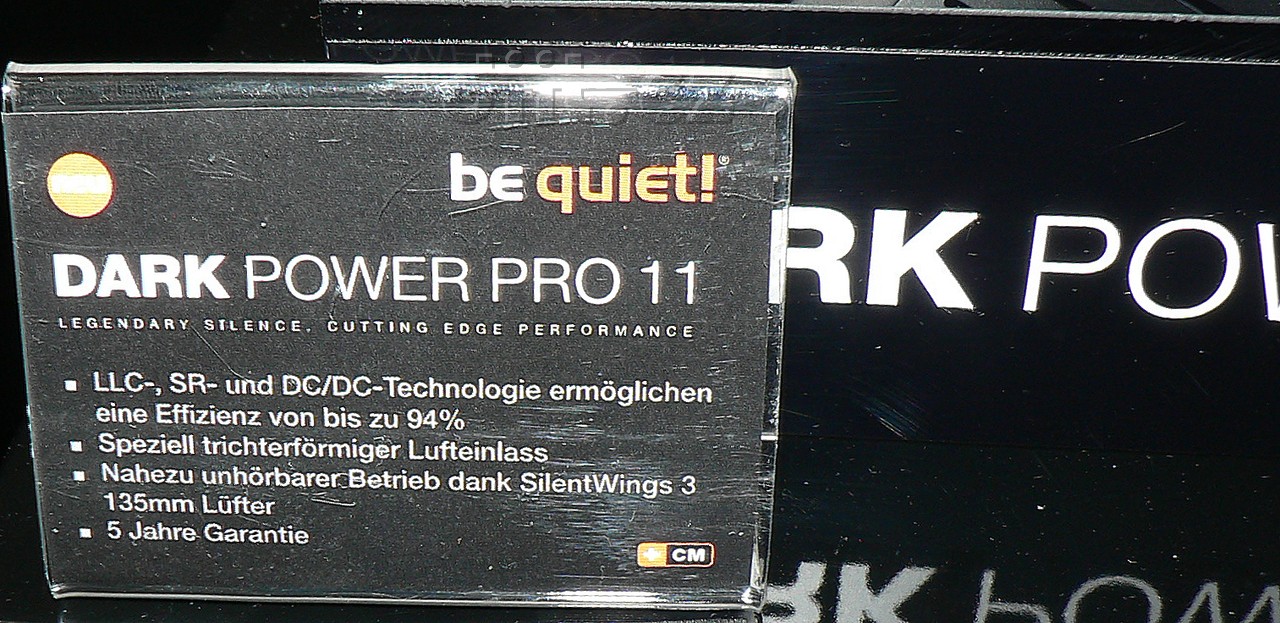 be quiet!®
DARK POWER PRO 11
LEGENDARY SILENCE. CUTTING EDGE PERFORMANCE
▪ LLC-, SR- und DC/DC-Technologie ermöglichen
eine Effizienz von bis zu 94%
▪ Speziell trichterförmiger Lufteinlass
▪ Nahezu unhörbarer Betrieb dank SilentWings 3
135mm Lüfter
▪ 5 Jahre Garantie
+ CM
RK POW
RK POW